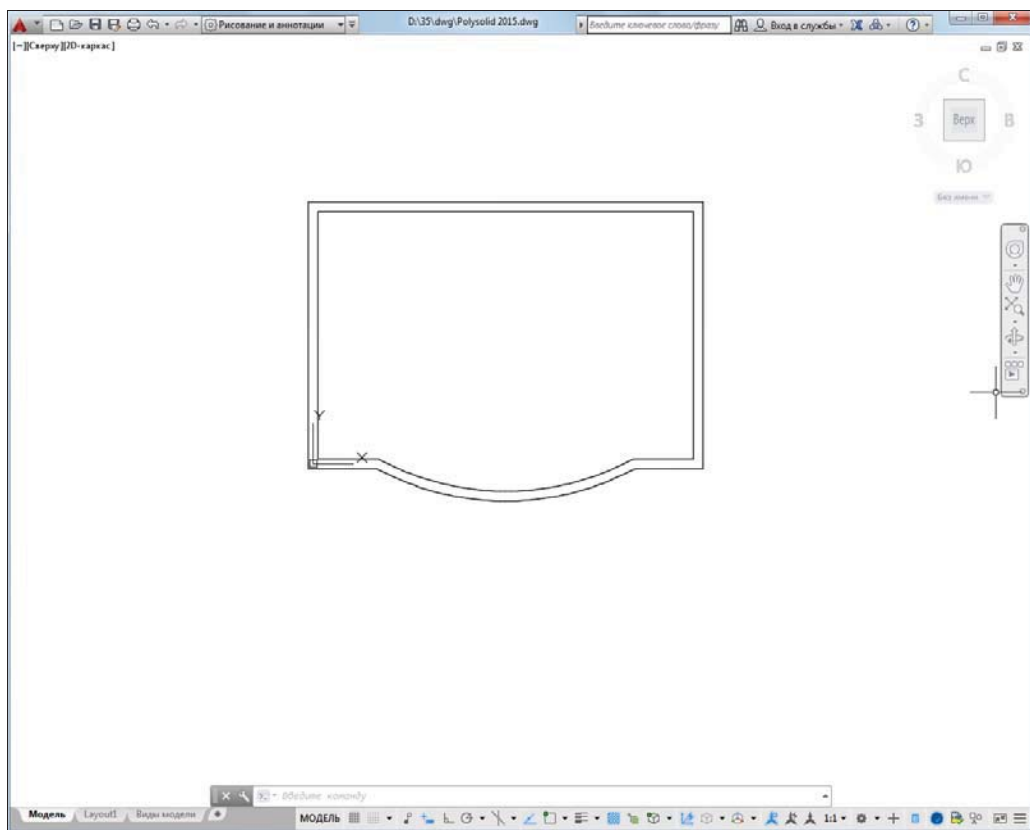 Рисование и аннотации D:\35\dwg\Polysolid 2015.dwg Введите ключевое слово/фразу Вход в службы
[−][Сверху][2D-каркас]
С
З Верх В
Ю
Без имени
Y
X
Введите команду
Модель Layout1 Виды модели МОДЕЛЬ 1:1